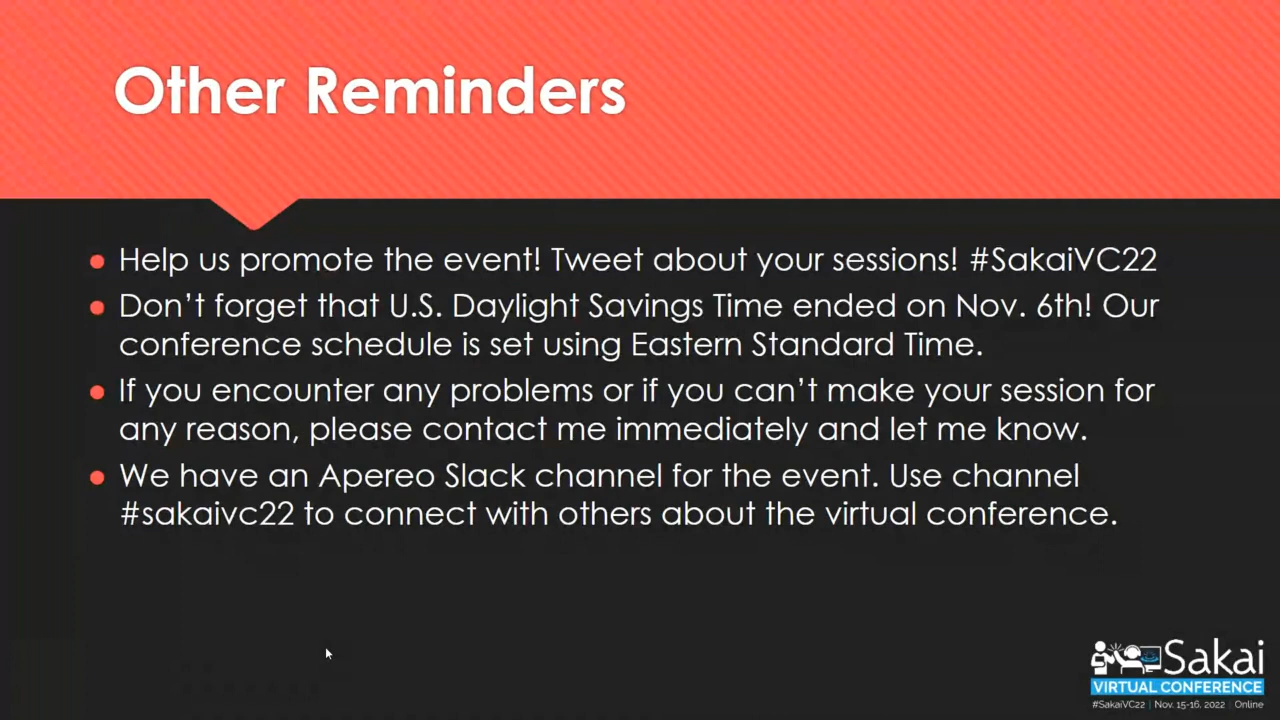 Other Reminders
Help us promote the event! Tweet about your sessions! #SakaiVC22
Don't forget that U.S. Daylight Savings Time ended on Nov. 6th! Our
conference schedule is set using Eastern Standard Time.
If you encounter any problems or if you can't make your session for
any reason, please contact me immediately and let me know.
We have an Apereo Slack channel for the event. Use channel
#sakaivc22 to connect with others about the virtual conference.
Sakai
VIRTUAL CONFERENCE
#SakaiVC22 | Nov. 15-16, 2022 | Online